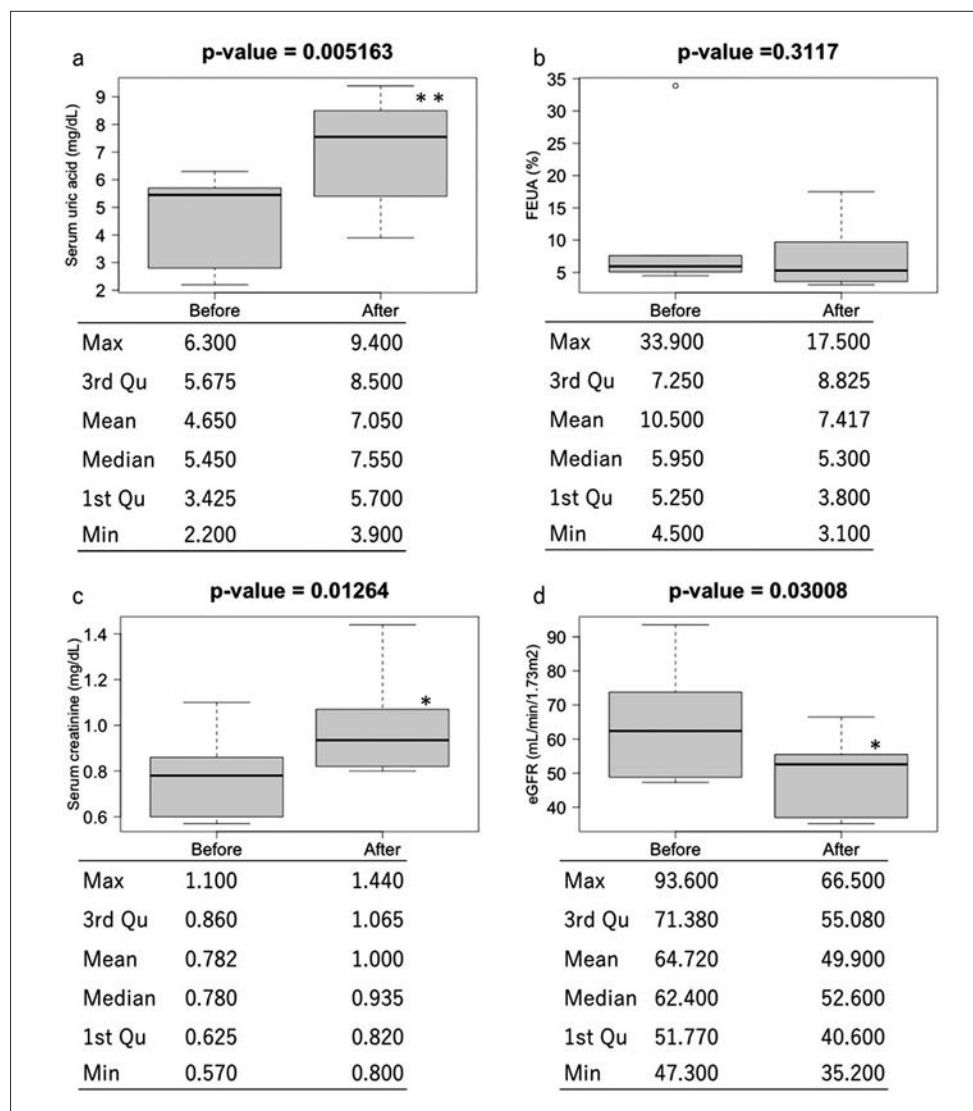 a p-value = 0.005163
Serum uric acid (mg/dL)
9
8
7
6
5
4
3
2
* *
Before After
Max 6.300 9.400
3rd Qu 5.675 8.500
Mean 4.650 7.050
Median 5.450 7.550
1st Qu 3.425 5.700
Min 2.200 3.900
b p-value =0.3117
FEUA (%)
35
30
25
20
15
10
5
Before After
Max 33.900 17.500
3rd Qu 7.250 8.825
Mean 10.500 7.417
Median 5.950 5.300
1st Qu 5.250 3.800
Min 4.500 3.100
c p-value = 0.01264
Serum creatinine (mg/dL)
1.4
1.2
1.0
0.8
0.6
*
Before After
Max 1.100 1.440
3rd Qu 0.860 1.065
Mean 0.782 1.000
Median 0.780 0.935
1st Qu 0.625 0.820
Min 0.570 0.800
d p-value = 0.03008
eGFR (mL/min/1.73m2)
90
80
70
60
50
40
*
Before After
Max 93.600 66.500
3rd Qu 71.380 55.080
Mean 64.720 49.900
Median 62.400 52.600
1st Qu 51.770 40.600
Min 47.300 35.200